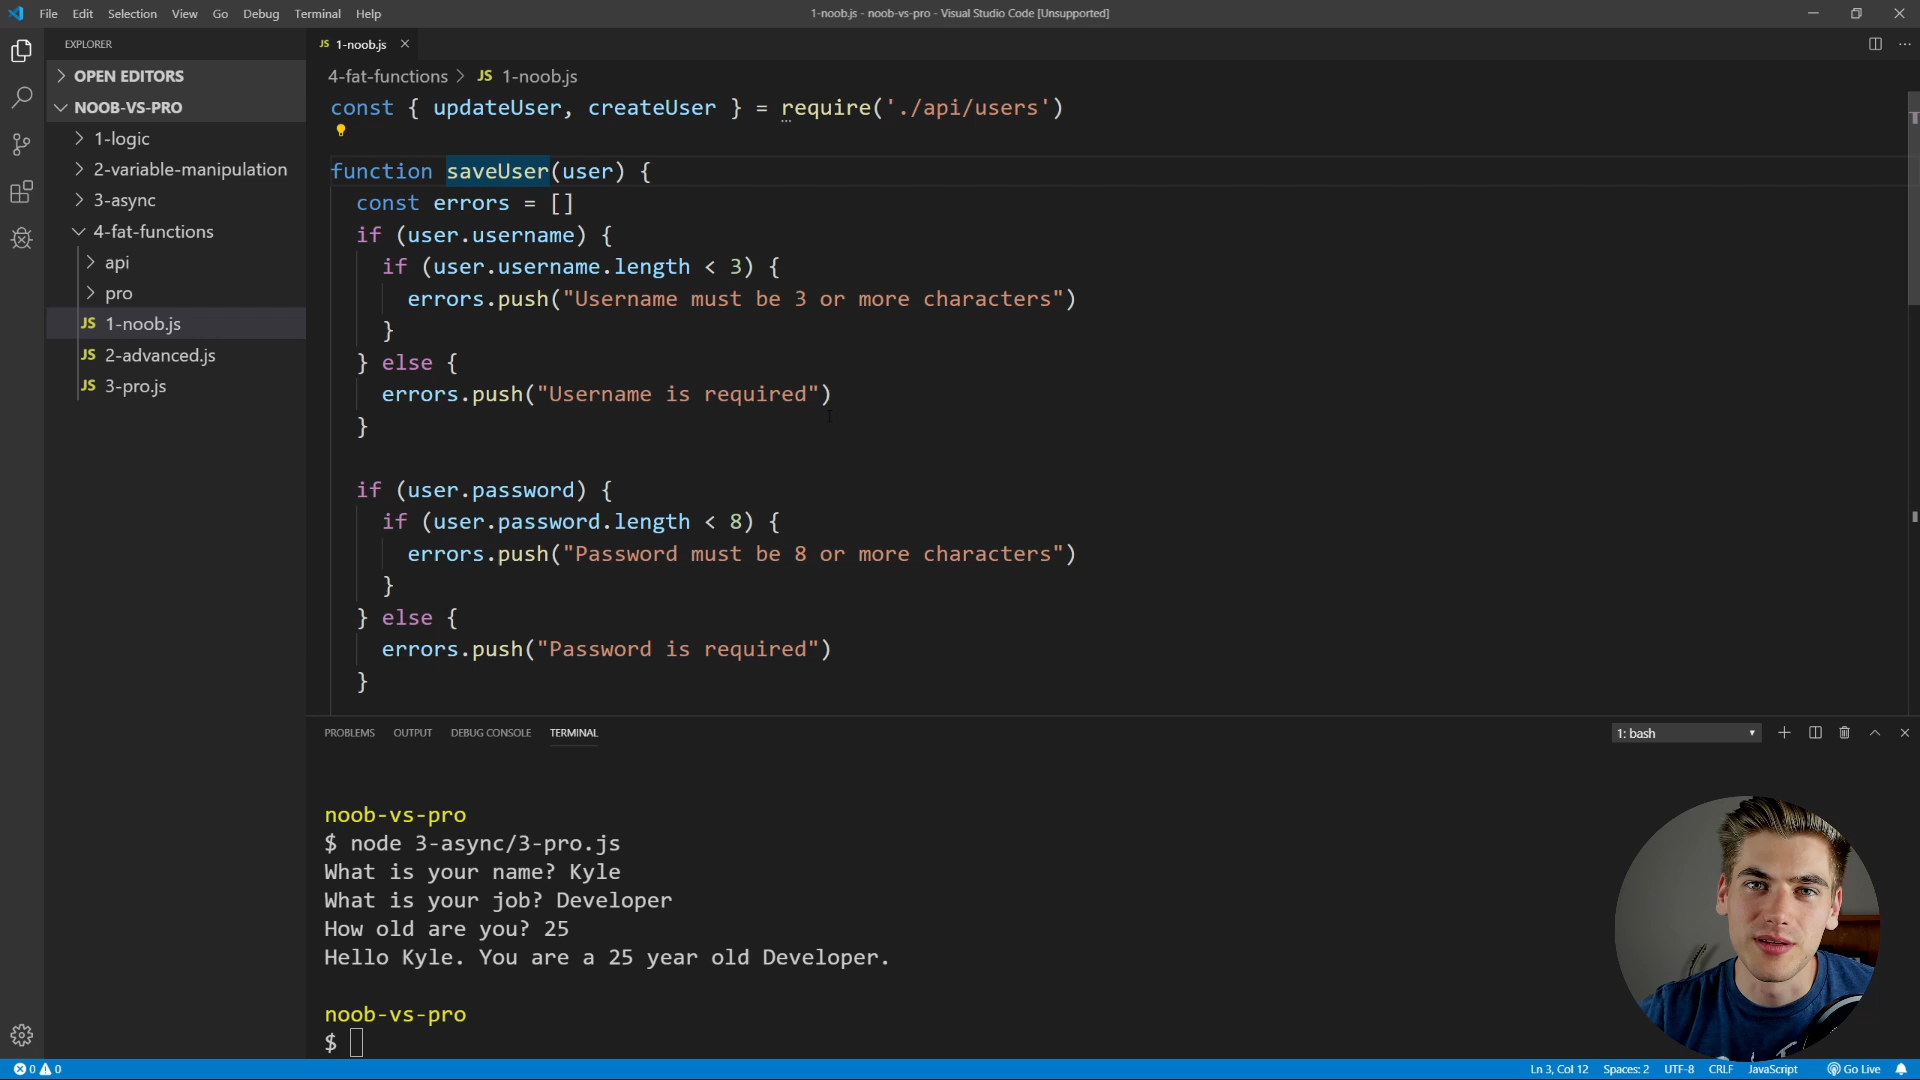 File Edit Selection View Go Debug Terminal Help
1-noob.js - noob-vs-pro - Visual Studio Code [Unsupported]
EXPLORER
OPEN EDITORS
NOOB-VS-PRO
1-logic
2-variable-manipulation
3-async
4-fat-functions
api
pro
JS 1-noob.js
JS 2-advanced.js
JS 3-pro.js
JS 1-noob.js
4-fat-functions > JS 1-noob.js
const { updateUser, createUser } = require('./api/users')
function saveUser(user) {
const errors = []
if (user.username) {
if (user.username.length < 3) {
errors.push("Username must be 3 or more characters")
}
} else {
errors.push("Username is required")
}
if (user.password) {
if (user.password.length < 8) {
errors.push("Password must be 8 or more characters")
}
} else {
errors.push("Password is required")
}
PROBLEMS OUTPUT DEBUG CONSOLE TERMINAL
1: bash
noob-vs-pro
$ node 3-async/3-pro.js
What is your name? Kyle
What is your job? Developer
How old are you? 25
Hello Kyle. You are a 25 year old Developer.
noob-vs-pro
$
0 0
Ln 3, Col 12 Spaces: 2 UTF-8 CRLF JavaScript Go Live